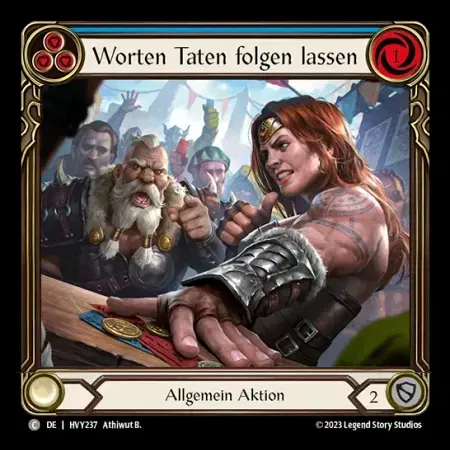 Worten Taten folgen lassen
1
Allgemein Aktion
2
C DE | HVY237 Athiwut B.
©2023 Legend Story Studios